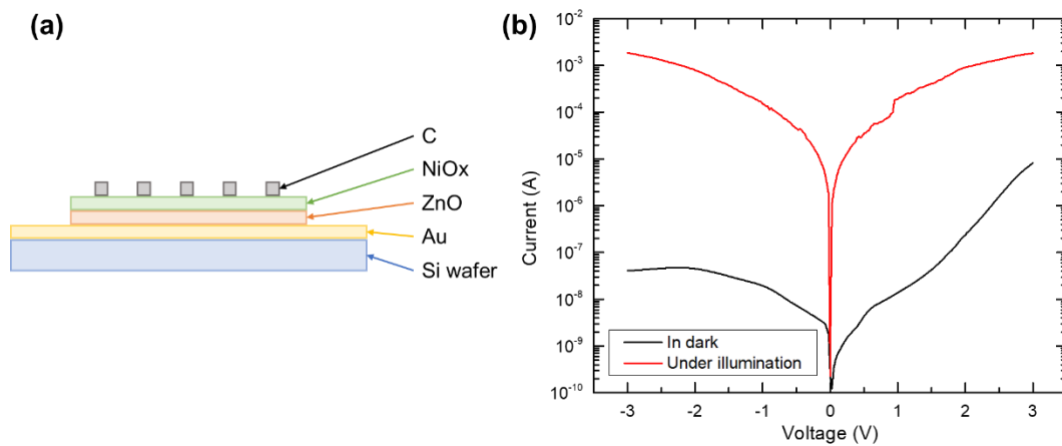 (a)
C
NiOx
ZnO
Au
Si wafer
(b)
Current (A)
10⁻²
10⁻³
10⁻⁴
10⁻⁵
10⁻⁶
10⁻⁷
10⁻⁸
10⁻⁹
10⁻¹⁰
In dark
Under illumination
-3 -2 -1 0 1 2 3
Voltage (V)